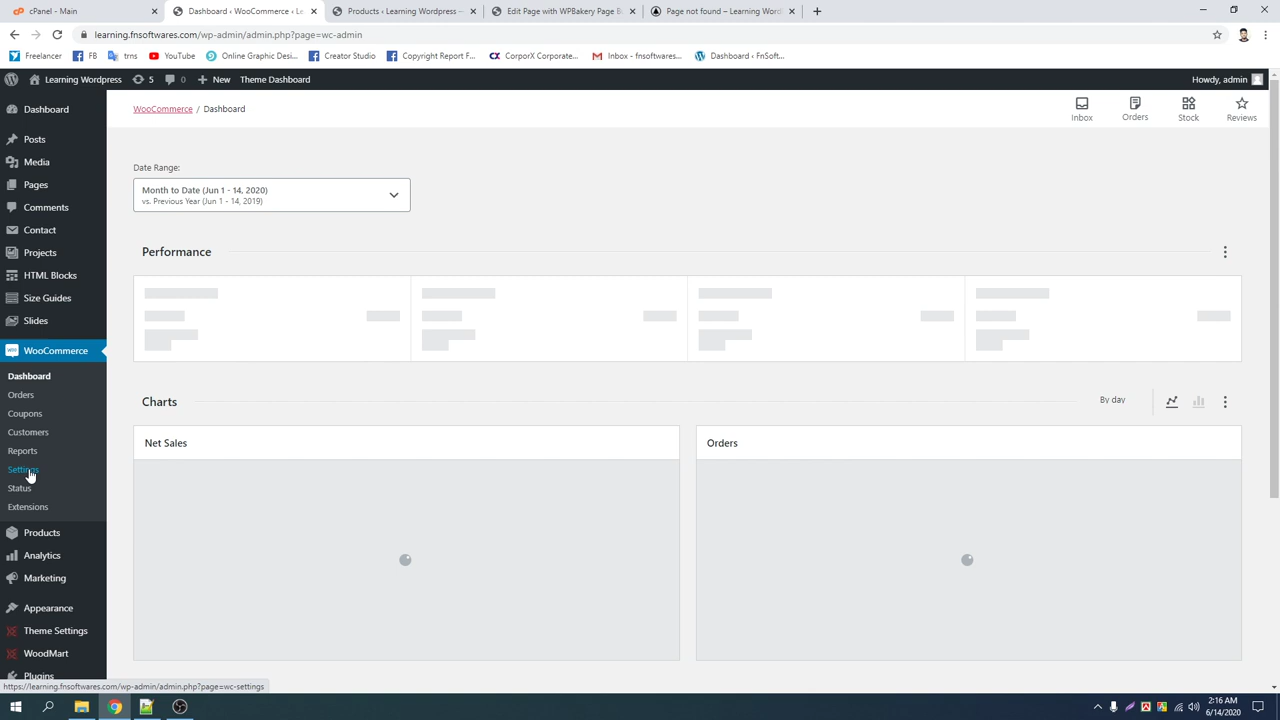 cPanel - Main
Dashboard ‹ WooCommerce ‹ Le
Products ‹ Learning Wordpress —
Edit Page with WPBakery Page B
Page not found – Learning Word
learning.fnsoftwares.com/wp-admin/admin.php?page=wc-admin
Freelancer
FB
trns
YouTube
Online Graphic Desi...
Creator Studio
Copyright Report F...
CorporX Corporate...
Inbox - fnsoftwares...
Dashboard ‹ FnSoft...
Learning Wordpress
5
0
New
Theme Dashboard
Howdy, admin
Dashboard
Posts
Media
Pages
Comments
Contact
Projects
HTML Blocks
Size Guides
Slides
WooCommerce
Dashboard
Orders
Coupons
Customers
Reports
Settings
Status
Extensions
Products
Analytics
Marketing
Appearance
Theme Settings
WoodMart
Plugins
WooCommerce / Dashboard
Inbox
Orders
Stock
Reviews
Date Range:
Month to Date (Jun 1 - 14, 2020)
vs. Previous Year (Jun 1 - 14, 2019)
Performance
Charts
By day
Net Sales
Orders
https://learning.fnsoftwares.com/wp-admin/admin.php?page=wc-settings
2:16 AM
6/14/2020